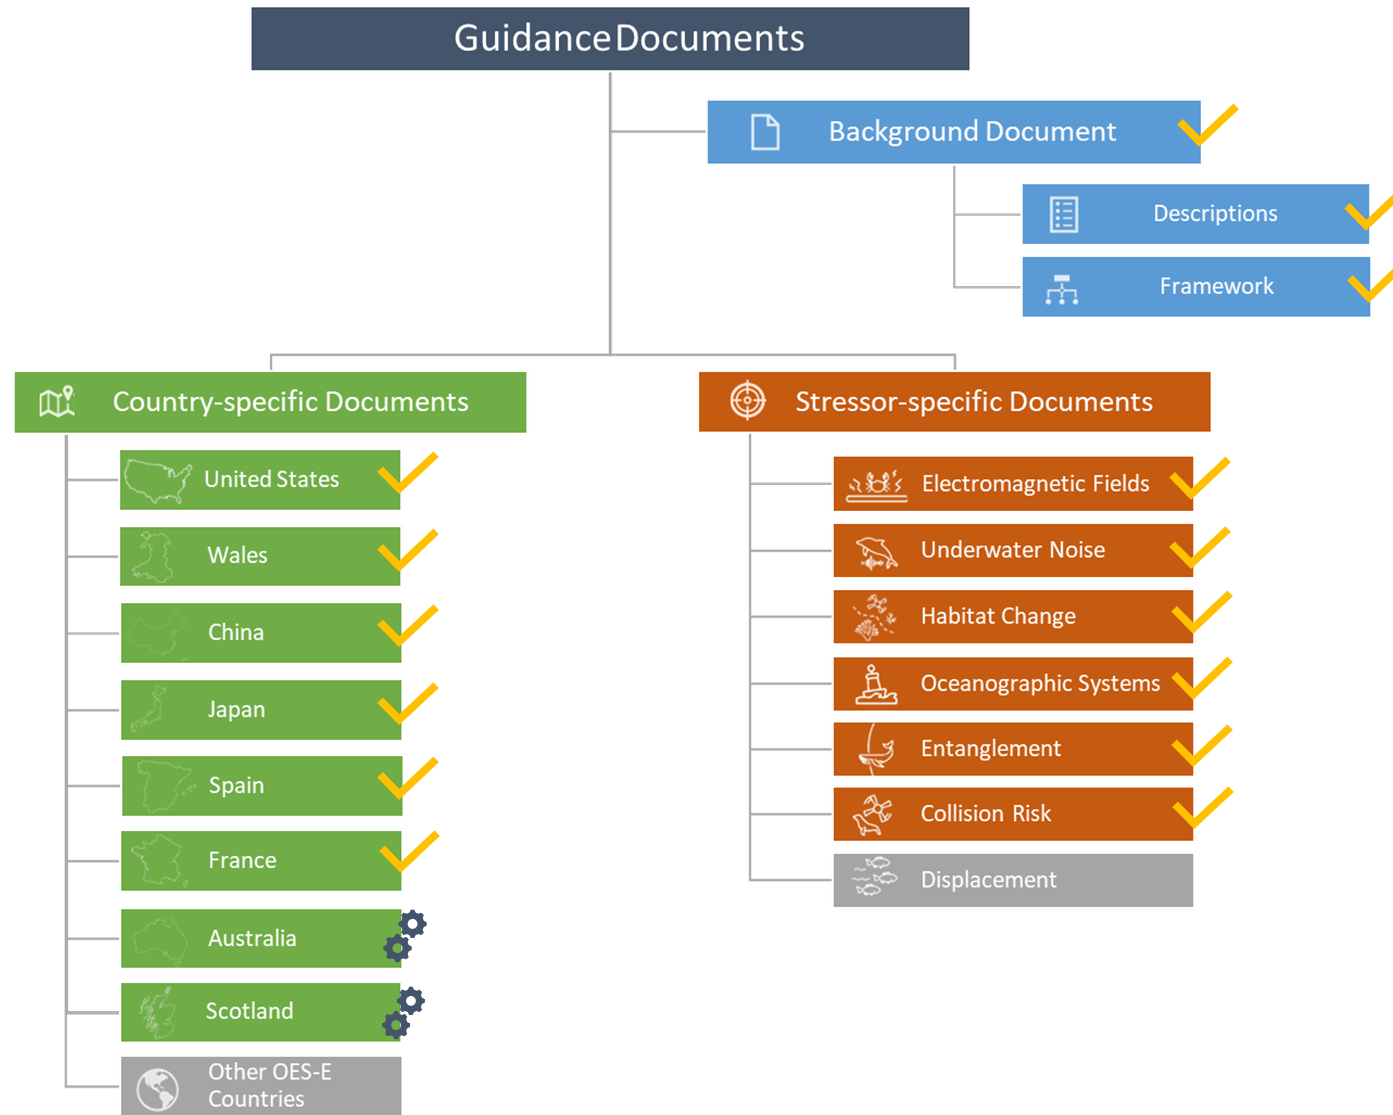 Guidance Documents
Background Document
Descriptions
Framework
Country-specific Documents
United States
Wales
China
Japan
Spain
France
Australia
Scotland
Other OES-E
Countries
Stressor-specific Documents
Electromagnetic Fields
Underwater Noise
Habitat Change
Oceanographic Systems
Entanglement
Collision Risk
Displacement